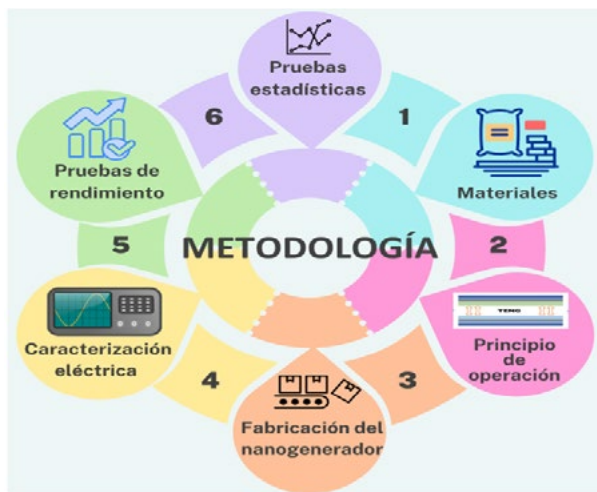 Pruebas
estadísticas
6
1
Pruebas de
rendimiento
Materiales
METODOLOGÍA
5
2
TENG
Caracterización
eléctrica
Principio
de
operación
4
3
Fabricación del
nanogenerador